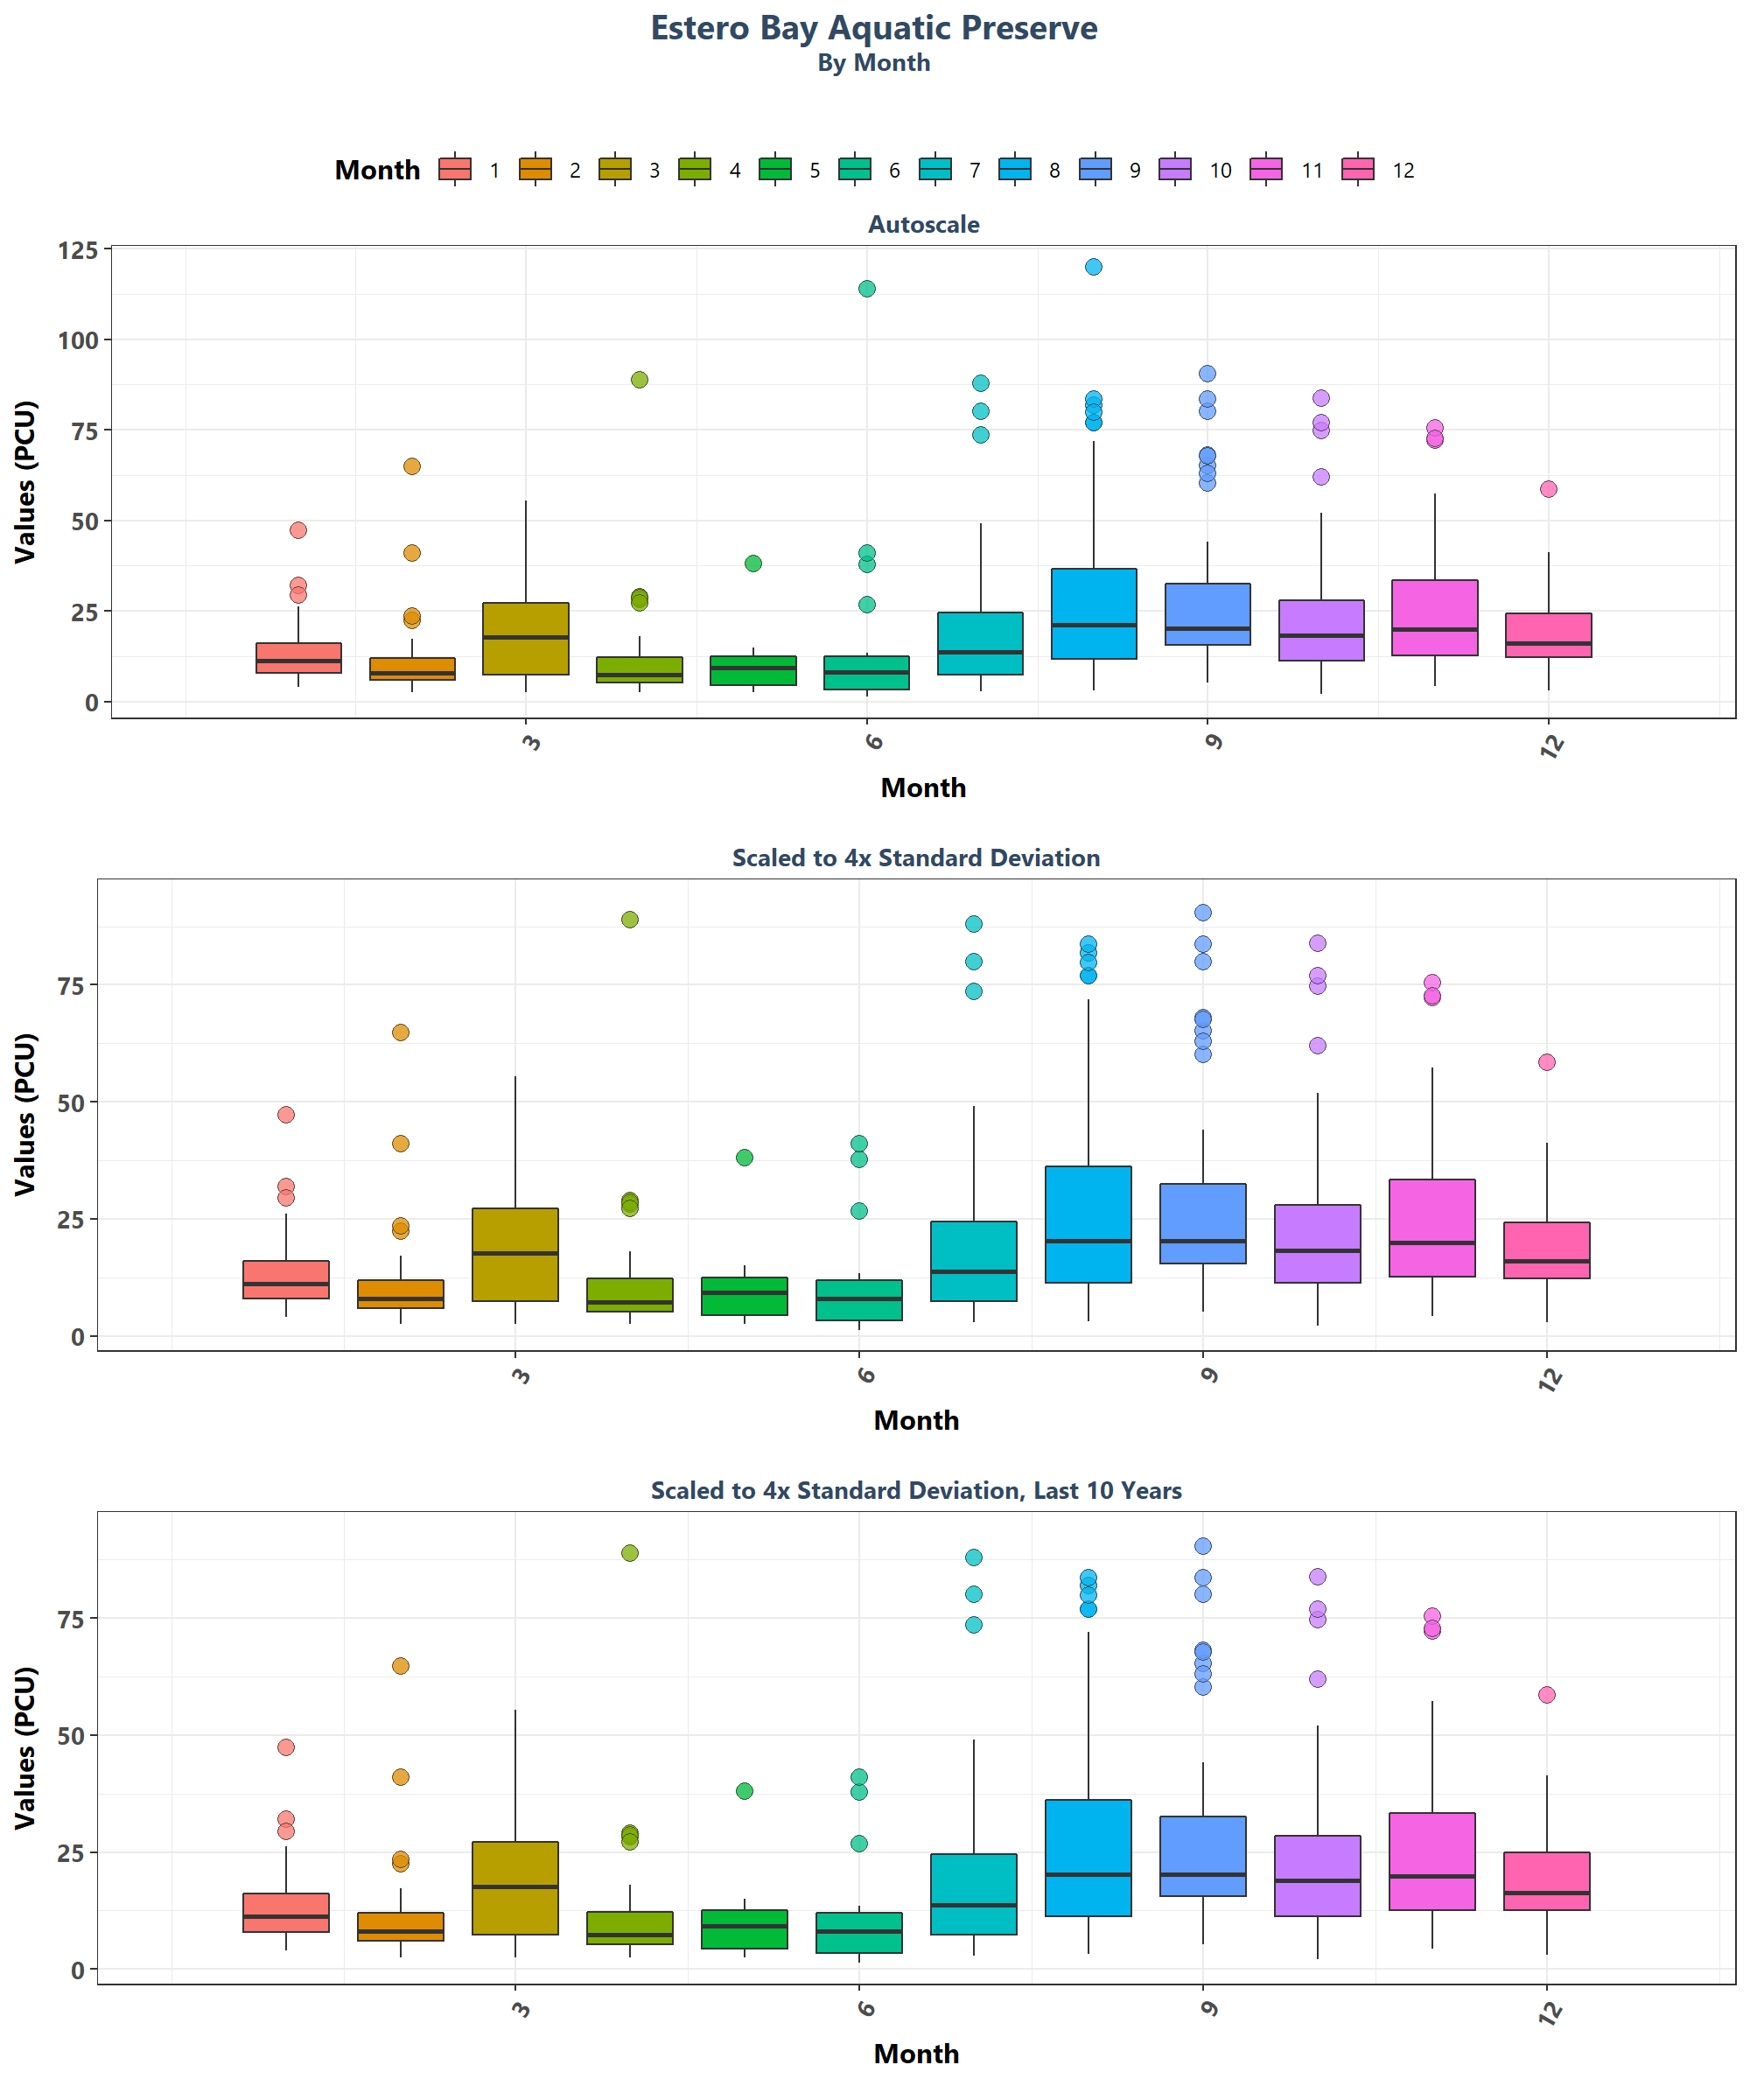 Estero Bay Aquatic Preserve
By Month
Month 1 2 3 4 5 6 7 8 9 10 11 12
Autoscale
Values (PCU)
125
100
75
50
25
0
3 6 9 12
Month
Scaled to 4x Standard Deviation
Values (PCU)
75
50
25
0
3 6 9 12
Month
Scaled to 4x Standard Deviation, Last 10 Years
Values (PCU)
75
50
25
0
3 6 9 12
Month